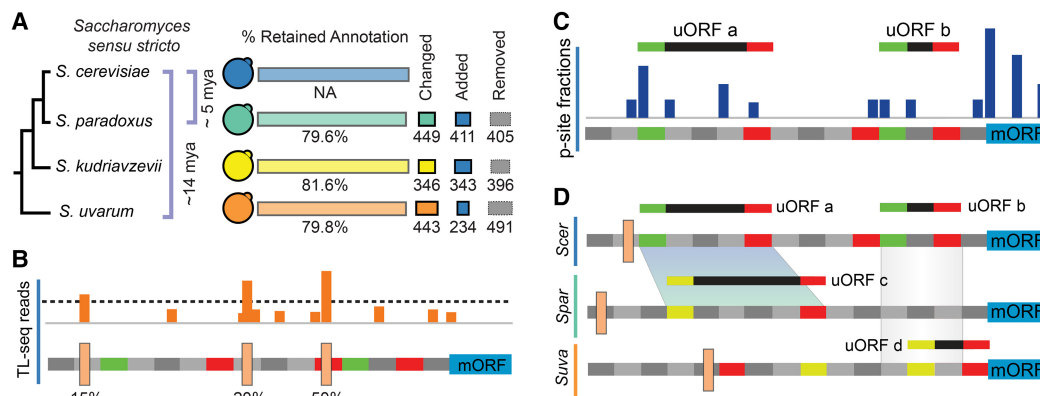 A
Saccharomyces
sensu stricto
S. cerevisiae
S. paradoxus
S. kudriavzevii
S. uvarum
~ 5 mya
~14 mya
% Retained Annotation
Changed
Added
Removed
NA
79.6% 449 411 405
81.6% 346 343 396
79.8% 443 234 491
B
TL-seq reads
mORF
C
uORF a
uORF b
p-site fractions
mORF
D
uORF a
uORF b
Scer
mORF
uORF c
Spar
mORF
uORF d
Suva
mORF